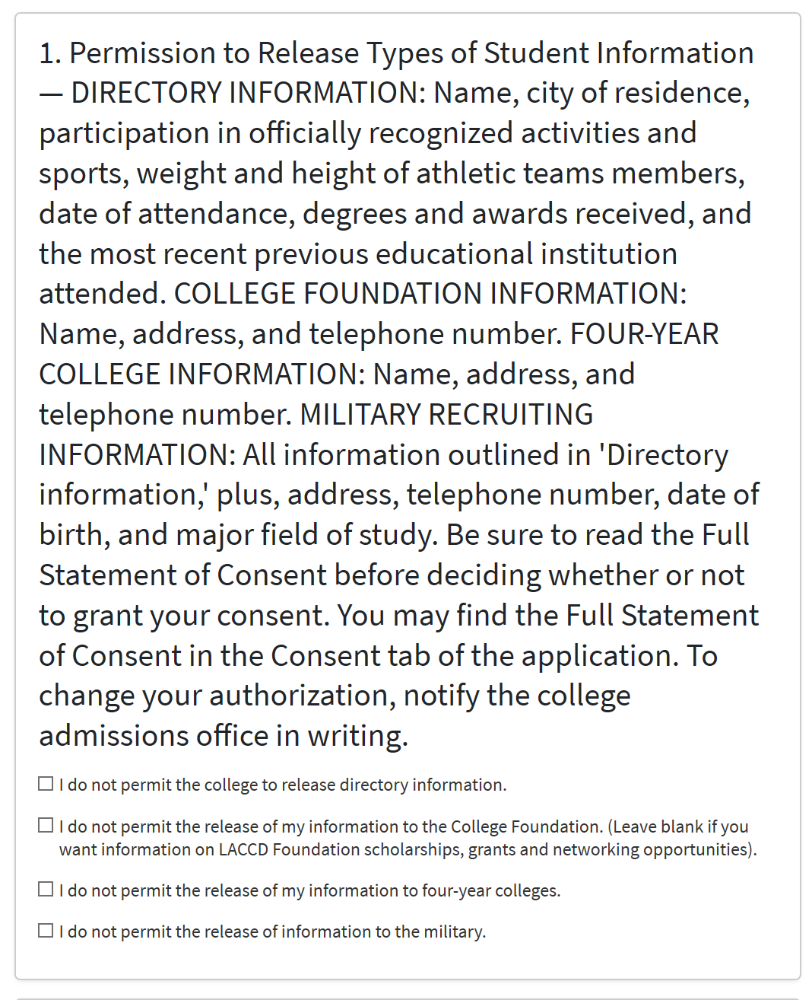 1. Permission to Release Types of Student Information
— DIRECTORY INFORMATION: Name, city of residence,
participation in officially recognized activities and
sports, weight and height of athletic teams members,
date of attendance, degrees and awards received, and
the most recent previous educational institution
attended. COLLEGE FOUNDATION INFORMATION:
Name, address, and telephone number. FOUR-YEAR
COLLEGE INFORMATION: Name, address, and
telephone number. MILITARY RECRUITING
INFORMATION: All information outlined in 'Directory
information,' plus, address, telephone number, date of
birth, and major field of study. Be sure to read the Full
Statement of Consent before deciding whether or not
to grant your consent. You may find the Full Statement
of Consent in the Consent tab of the application. To
change your authorization, notify the college
admissions office in writing.
I do not permit the college to release directory information.
I do not permit the release of my information to the College Foundation. (Leave blank if you
want information on LACCD Foundation scholarships, grants and networking opportunities).
I do not permit the release of my information to four-year colleges.
I do not permit the release of information to the military.